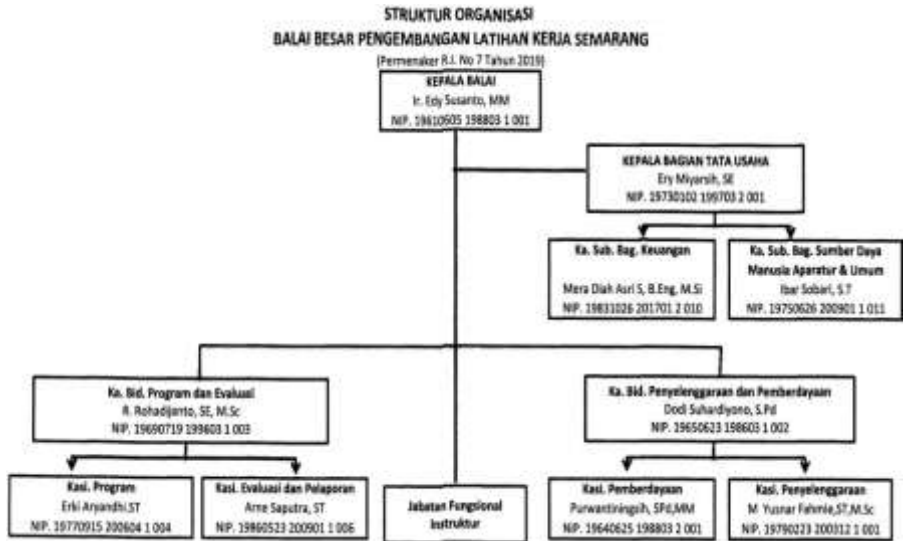 STRUKTUR ORGANISASI
BALAI BESAR PENGEMBANGAN LATIHAN KERJA SEMARANG
(Permenaker R.I. No 7 Tahun 2019)
KEPALA BALAI
Ir. Edy Susanto, MM
NIP. 19610605 198803 1 001
KEPALA BAGIAN TATA USAHA
Ery Miyarsih, SE
NIP. 19730102 199703 2 001
Ka. Sub. Bag. Keuangan
Mera Diah Asri S, B.Eng, M.Si
NIP. 19831026 201701 2 010
Ka. Sub. Bag. Sumber Daya
Manusia Aparatur & Umum
Ibar Sobari, S.T
NIP. 19750626 200901 1 011
Ka. Bid. Program dan Evaluasi
R. Rohadijanto, SE, M.Sc
NIP. 19690719 199603 1 003
Ka. Bid. Penyelenggaraan dan Pemberdayaan
Dodi Suhardiyono, S.Pd
NIP. 19650623 198603 1 002
Kasi. Program
Erki Aryandhi.ST
NIP. 19770915 200604 1 004
Kasi. Evaluasi dan Pelaporan
Arne Saputra, ST
NIP. 19860523 200901 1 006
Jabatan Fungsional
Instruktur
Kasi. Pemberdayaan
Purwantiningsih, SPd,MM
NIP. 19640625 198803 2 001
Kasi. Penyelenggaraan
M Yusnar Fahmie,ST,M.Sc
NIP. 19790223 200312 1 001